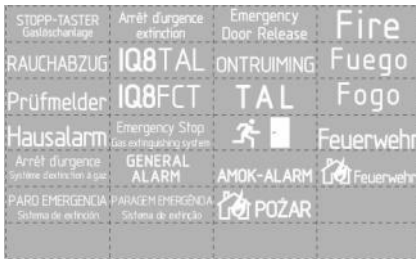 STOPP-TASTER
Gaslöschanlage
Arrêt d'urgence
extinction
Emergency
Door Release
Fire
RAUCHABZUG
IQ8TAL
ONTRUIMING
Fuego
Prüfmelder
IQ8FCT
TAL
Fogo
Hausalarm
Emergency Stop
Gas extinguishing system
Feuerwehr
Arrêt d'urgence
Système d'extinction à gaz
GENERAL
ALARM
AMOK-ALARM
Feuerwehr
PARO EMERGENCIA
Sistema de extinción
PARAGEM EMERGÊNCIA
Sistema de extinção
POŻAR